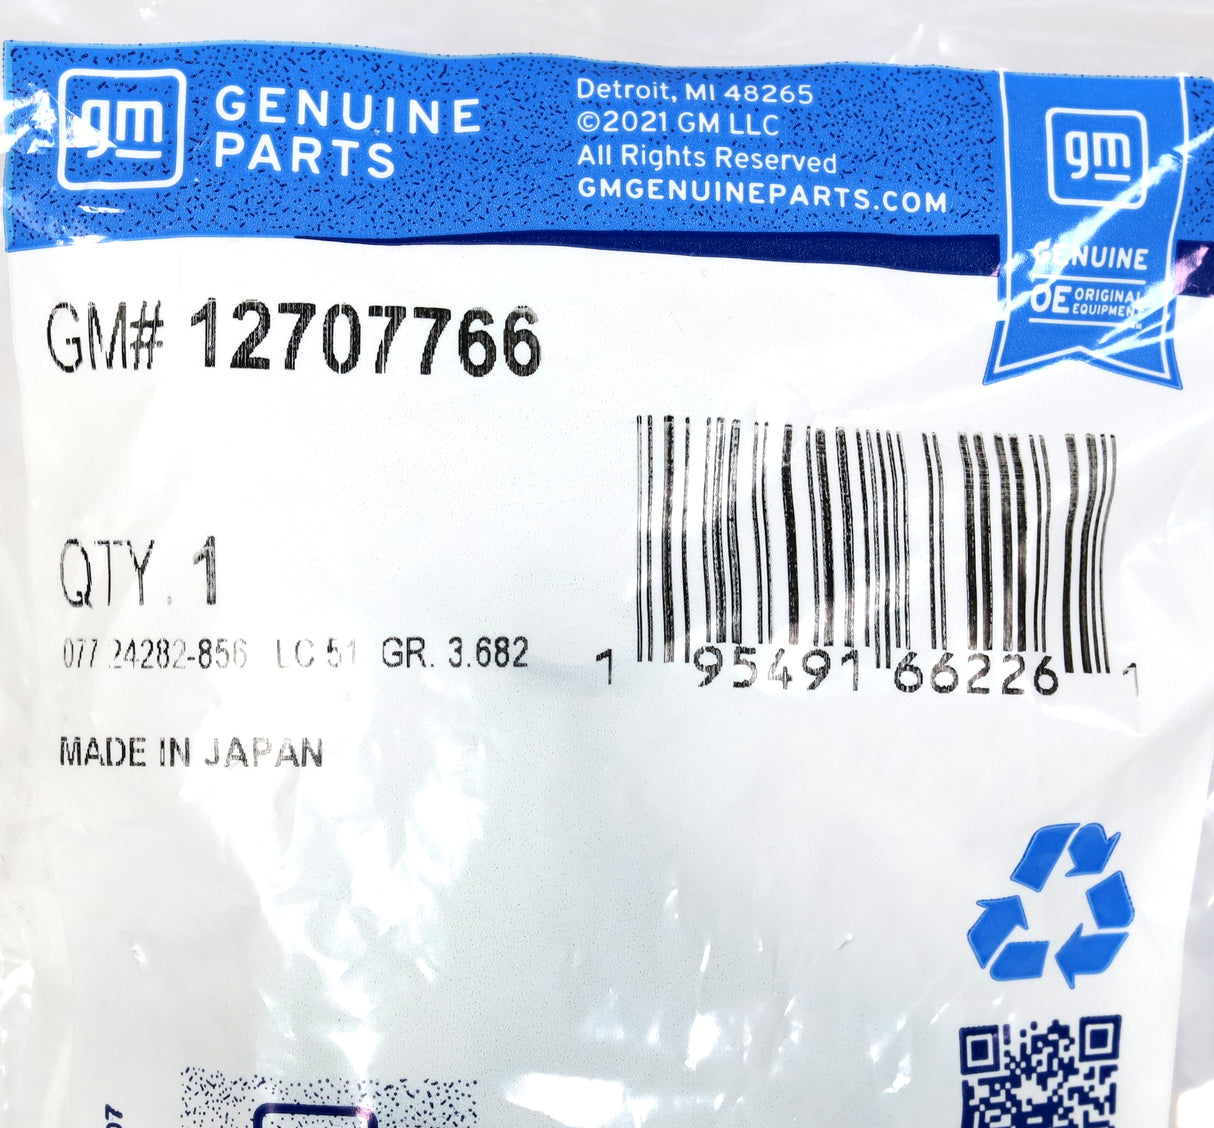 gm GENUINE PARTS
Detroit, MI 48265
©2021 GM LLC
All Rights Reserved
GMGENUINEPARTS.COM
gm
GENUINE
OE ORIGINAL EQUIPMENT
GM# 12707766
QTY. 1
077 24282-856 LC 51 GR. 3.682
1 95491 66226 1
MADE IN JAPAN